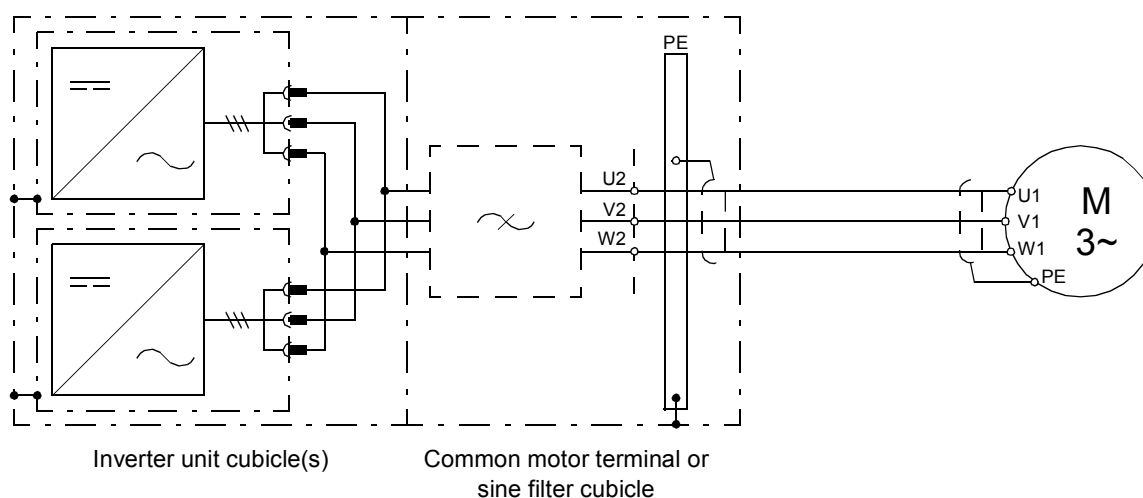 PE
U2
V2
W2
U1
V1
W1
PE
M
3~
Inverter unit cubicle(s)
Common motor terminal or
sine filter cubicle